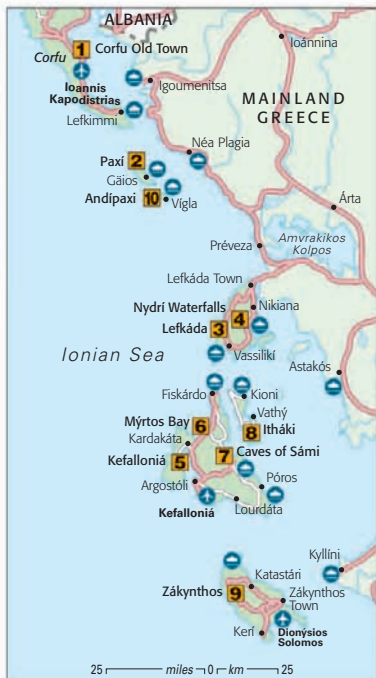 ALBANIA
1 Corfu Old Town
Corfu
Ioánnina
Ioannis
Kapodistrias
Igoumenitsa
Lefkimmi
MAINLAND
GREECE
Néa Plagia
Paxí 2
Gäios
Andípaxi 10
Vígla
Árta
Préveza
Amvrakikos
Kolpos
Lefkáda Town
Nydrí Waterfalls 4
Nikiana
Lefkáda 3
Ionian Sea
Vassilikí
Astakós
Fiskárdo
Kioni
Mýrtos Bay 6
Vathý
8 Itháki
Kardakáta
7 Caves of Sámi
Kefalloniá 5
Argostóli
Póros
Kefalloniá
Lourdáta
Kyllíni
Katastári
Zákynthos 9
Zákynthos
Town
Kerí
Dionýsios
Solomos
25 miles 0 km 25